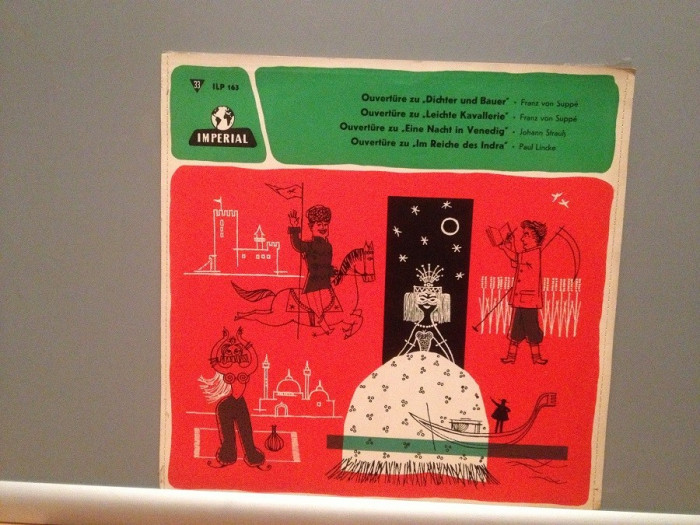 33
ILP 163
IMPERIAL
Ouvertüre zu „Dichter und Bauer" - Franz von Suppé
Ouvertüre zu „Leichte Kavallerie" - Franz von Suppé
Ouvertüre zu „Eine Nacht in Venedig" - Johann Strauß
Ouvertüre zu „Im Reiche des Indra" - Paul Lincke